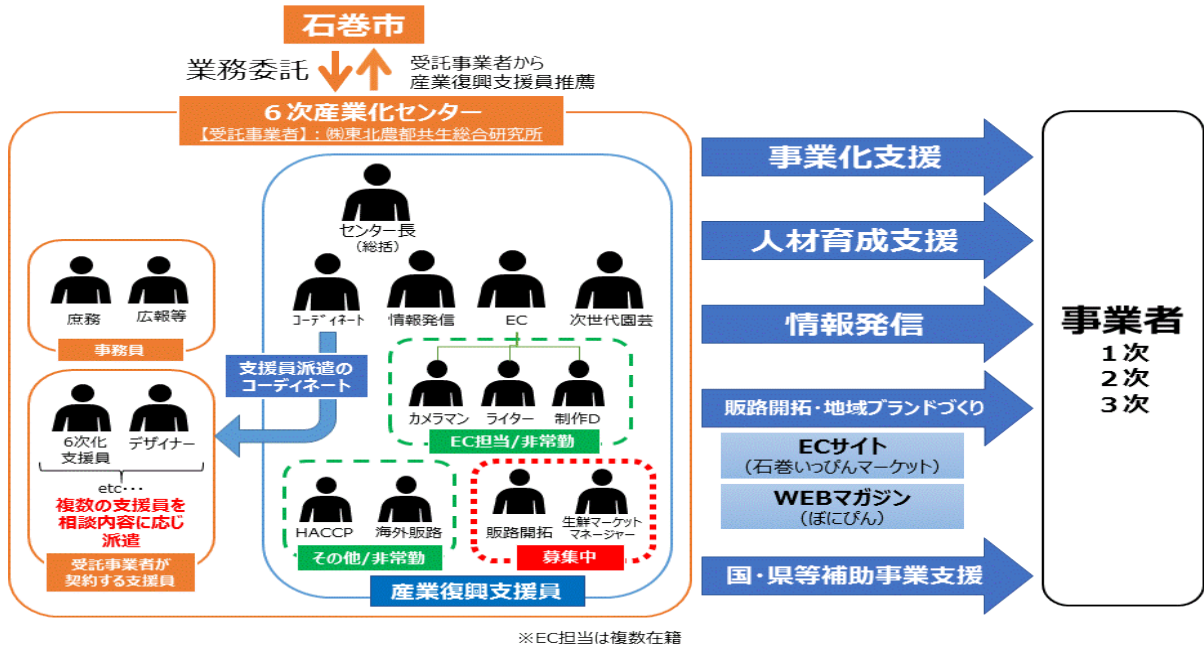 石巻市
業務委託
受託事業者から
産業復興支援員推薦
６次産業化センター
【受託事業者】：㈱東北農都共生総合研究所
センター長
（総括）
コーディネート
情報発信
EC
次世代園芸
庶務
広報等
事務員
支援員派遣の
コーディネート
カメラマン
ライター
制作D
EC担当/非常勤
6次化
支援員
デザイナー
etc・・・
複数の支援員を
相談内容に応じ
派遣
受託事業者が
契約する支援員
HACCP
海外販路
その他/非常勤
販路開拓
生鮮マーケット
マネージャー
募集中
産業復興支援員
事業化支援
人材育成支援
情報発信
販路開拓・地域ブランドづくり
ECサイト
（石巻いっぴんマーケット）
WEBマガジン
（ぼにぴん）
国・県等補助事業支援
事業者
１次
２次
３次
※EC担当は複数在籍